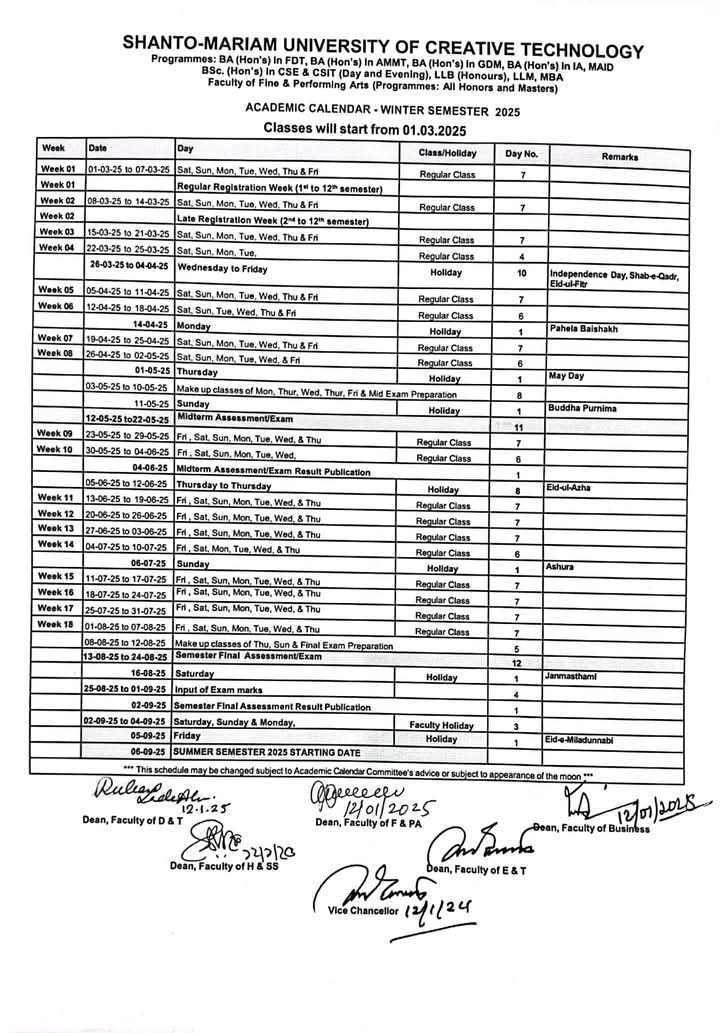 SHANTO-MARIAM UNIVERSITY OF CREATIVE TECHNOLOGY
Programmes: BA (Hon's) in FDT, BA (Hon's) in AMMT, BA (Hon's) in GDM, BA (Hon's) in IA, MAID
BSc. (Hon's) in CSE & CSIT (Day and Evening), LLB (Honours), LLM, MBA
Faculty of Fine & Performing Arts (Programmes: All Honors and Masters)
ACADEMIC CALENDAR - WINTER SEMESTER 2025
Classes will start from 01.03.2025
Week Date Day Class/Holiday Day No. Remarks
Week 01 01-03-25 to 07-03-25 Sat, Sun, Mon, Tue, Wed, Thu & Fri Regular Class 7
Week 01 Regular Registration Week (1st to 12th semester)
Week 02 08-03-25 to 14-03-25 Sat, Sun, Mon, Tue, Wed, Thu & Fri Regular Class 7
Week 02 Late Registration Week (2nd to 12th semester)
Week 03 15-03-25 to 21-03-25 Sat, Sun, Mon, Tue, Wed, Thu & Fri Regular Class 7
Week 04 22-03-25 to 25-03-25 Sat, Sun, Mon, Tue, Regular Class 4
26-03-25 to 04-04-25 Wednesday to Friday Holiday 10 Independence Day, Shab-e-Qadr,
Eid-ul-Fitr
Week 05 05-04-25 to 11-04-25 Sat, Sun, Mon, Tue, Wed, Thu & Fri Regular Class 7
Week 06 12-04-25 to 18-04-25 Sat, Sun, Tue, Wed, Thu & Fri Regular Class 6
14-04-25 Monday Holiday 1 Pahela Baishakh
Week 07 19-04-25 to 25-04-25 Sat, Sun, Mon, Tue, Wed, Thu & Fri Regular Class 7
Week 08 26-04-25 to 02-05-25 Sat, Sun, Mon, Tue, Wed, & Fri Regular Class 6
01-05-25 Thursday Holiday 1 May Day
03-05-25 to 10-05-25 Make up classes of Mon, Thur, Wed, Thur, Fri & Mid Exam Preparation 8
11-05-25 Sunday Holiday 1 Buddha Purnima
12-05-25 to22-05-25 Midterm Assessment/Exam 11
Week 09 23-05-25 to 29-05-25 Fri , Sat, Sun, Mon, Tue, Wed, & Thu Regular Class 7
Week 10 30-05-25 to 04-06-25 Fri , Sat, Sun, Mon, Tue, Wed, Regular Class 6
04-06-25 Midterm Assessment/Exam Result Publication 1
05-06-25 to 12-06-25 Thursday to Thursday Holiday 8 Eid-ul-Azha
Week 11 13-06-25 to 19-06-25 Fri , Sat, Sun, Mon, Tue, Wed, & Thu Regular Class 7
Week 12 20-06-25 to 26-06-25 Fri , Sat, Sun, Mon, Tue, Wed, & Thu Regular Class 7
Week 13 27-06-25 to 03-06-25 Fri , Sat, Sun, Mon, Tue, Wed, & Thu Regular Class 7
Week 14 04-07-25 to 10-07-25 Fri , Sat, Mon, Tue, Wed, & Thu Regular Class 6
06-07-25 Sunday Holiday 1 Ashura
Week 15 11-07-25 to 17-07-25 Fri , Sat, Sun, Mon, Tue, Wed, & Thu Regular Class 7
Week 16 18-07-25 to 24-07-25 Fri , Sat, Sun, Mon, Tue, Wed, & Thu Regular Class 7
Week 17 25-07-25 to 31-07-25 Fri , Sat, Sun, Mon, Tue, Wed, & Thu Regular Class 7
Week 18 01-08-25 to 07-08-25 Fri , Sat, Sun, Mon, Tue, Wed, & Thu Regular Class 7
08-08-25 to 12-08-25 Make up classes of Thu, Sun & Final Exam Preparation 5
13-08-25 to 24-08-25 Semester Final Assessment/Exam 12
16-08-25 Saturday Holiday 1 Janmasthami
25-08-25 to 01-09-25 Input of Exam marks 4
02-09-25 Semester Final Assessment Result Publication 1
02-09-25 to 04-09-25 Saturday, Sunday & Monday, Faculty Holiday 3
05-09-25 Friday Holiday 1 Eid-e-Miladunnabi
06-09-25 SUMMER SEMESTER 2025 STARTING DATE
*** This schedule may be changed subject to Academic Calendar Committee's advice or subject to appearance of the moon ***
12.1.25
Dean, Faculty of D & T
12/01/2025
Dean, Faculty of F & PA
12/01/2025
Dean, Faculty of Business
Dean, Faculty of H & SS
Dean, Faculty of E & T
Vice Chancellor 12/1/24